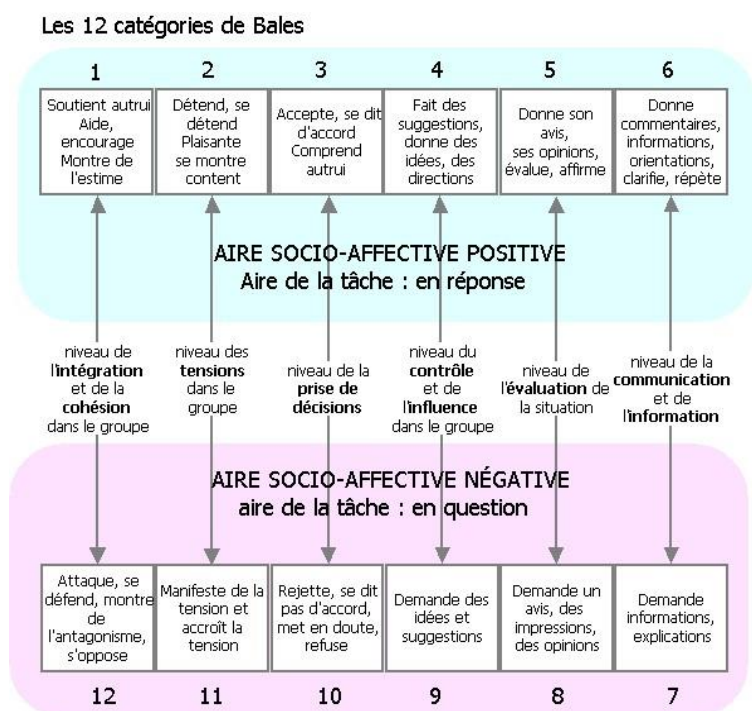 Les 12 catégories de Bales
1
2
3
4
5
6
Soutient autrui
Aide,
encourage
Montre de
l'estime
Détend, se
détend
Plaisante
se montre
content
Accepte, se dit
d'accord
Comprend
autrui
Fait des
suggestions,
donne des
idées, des
directions
Donne son
avis,
ses opinions,
évalue, affirme
Donne
commentaires,
informations,
orientations,
clarifie, répète
AIRE SOCIO-AFFECTIVE POSITIVE
Aire de la tâche : en réponse
niveau de
l'intégration
et de la
cohésion
dans le groupe
niveau des
tensions
dans le
groupe
niveau de la
prise de
décisions
niveau du
contrôle
et de
l'influence
dans le groupe
niveau de
l'évaluation de
la situation
niveau de la
communication
et de
l'information
AIRE SOCIO-AFFECTIVE NÉGATIVE
aire de la tâche : en question
Attaque, se
défend, montre
de
l'antagonisme,
s'oppose
Manifeste de la
tension et
accroît la
tension
Rejette, se dit
pas d'accord,
met en doute,
refuse
Demande des
idées et
suggestions
Demande un
avis, des
impressions,
des opinions
Demande
informations,
explications
12
11
10
9
8
7